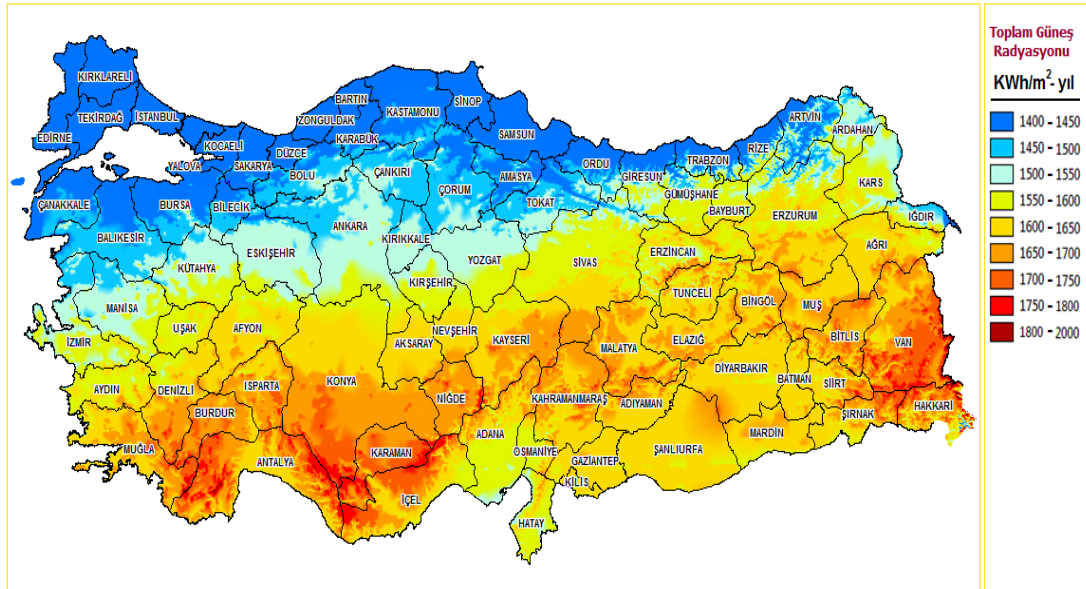 KIRKLARELİ
TEKİRDAĞ
İSTANBUL
EDİRNE
KOCAELİ
YALOVA
SAKARYA
DÜZCE
ZONGULDAK
BARTIN
KARABÜK
KASTAMONU
SİNOP
SAMSUN
ORDU
GİRESUN
TRABZON
RİZE
ARTVİN
ARDAHAN
BOLU
ÇANKIRI
ÇORUM
AMASYA
TOKAT
GÜMÜŞHANE
BAYBURT
ERZURUM
KARS
IĞDIR
ÇANAKKALE
BURSA
BİLECİK
BALIKEŞİR
KÜTAHYA
ESKİŞEHİR
ANKARA
KIRIKKALE
KIRŞEHİR
YOZGAT
SİVAS
ERZİNCAN
AĞRI
MANİSA
İZMİR
UŞAK
AFYON
AKSARAY
NEVŞEHİR
KAYSERİ
MALATYA
TUNCELİ
ELAZIĞ
BİNGÖL
MUŞ
BİTLİS
VAN
AYDIN
DENİZLİ
ISPARTA
BURDUR
KONYA
NİĞDE
KAHRAMANMARAŞ
ADIYAMAN
DİYARBAKIR
BATMAN
SİİRT
ŞIRNAK
HAKKARİ
MUĞLA
ANTALYA
KARAMAN
İÇEL
ADANA
OSMANİYE
GAZİANTEP
KİLİS
ŞANLIURFA
MARDİN
HATAY
Toplam Güneş
Radyasyonu
KWh/m²- yıl
1400 - 1450
1450 - 1500
1500 - 1550
1550 - 1600
1600 - 1650
1650 - 1700
1700 - 1750
1750 - 1800
1800 - 2000